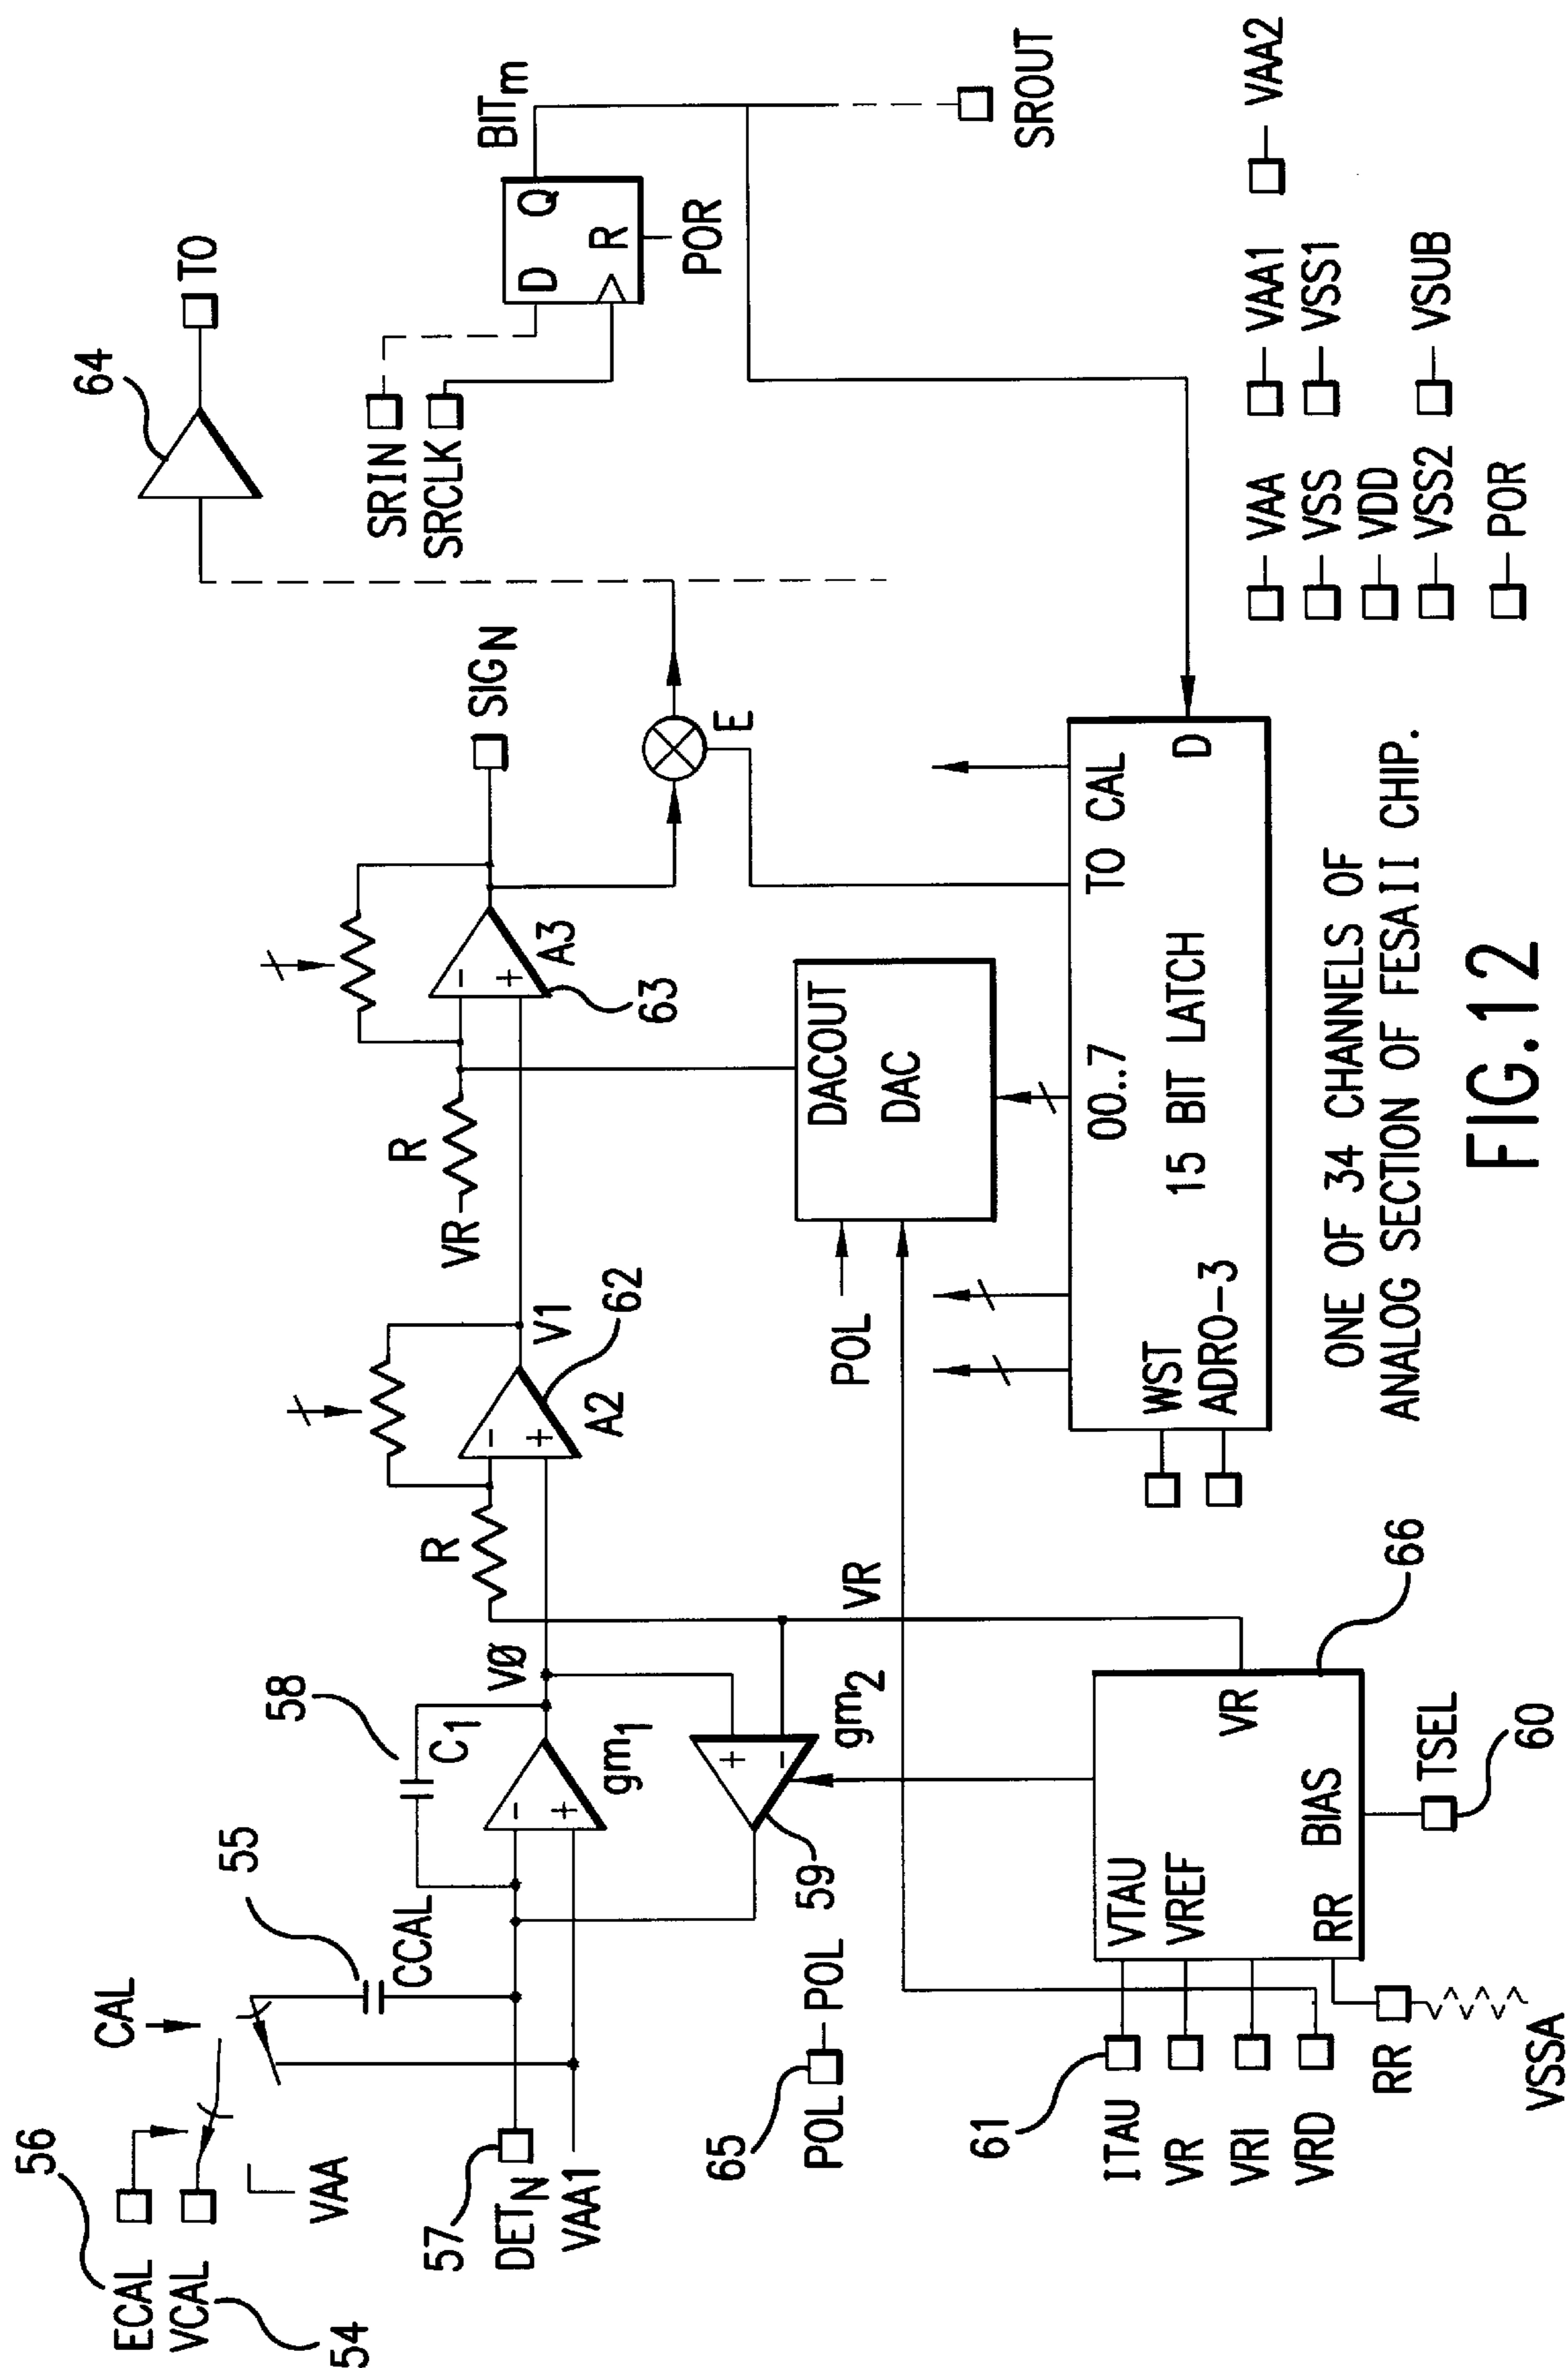 56
ECAL
VCAL
54
VAA
CAL
55
CCAL
57
DETN
VAA1
58
C1
gm1
VØ
R
A2
62
V1
VR
R
A3
63
SIGN
64
TO
59
gm2
VR
POL
DACOUT
DAC
E
SRIN
SRCLK
D
Q
R
POR
BITm
SROUT
65
POL
POL
61
ITAU
VR
VRI
VRD
VTAU
VREF
VR
RR
BIAS
66
RR
VSSA
TSEL
60
WST
ADRO-3
00..7
15 BIT LATCH
TO CAL
D
VAA
VAA1
VAA2
VSS
VSS1
VDD
VSS2
VSUB
POR
ONE OF 34 CHANNELS OF
ANALOG SECTION OF FESAII CHIP.
FIG.12